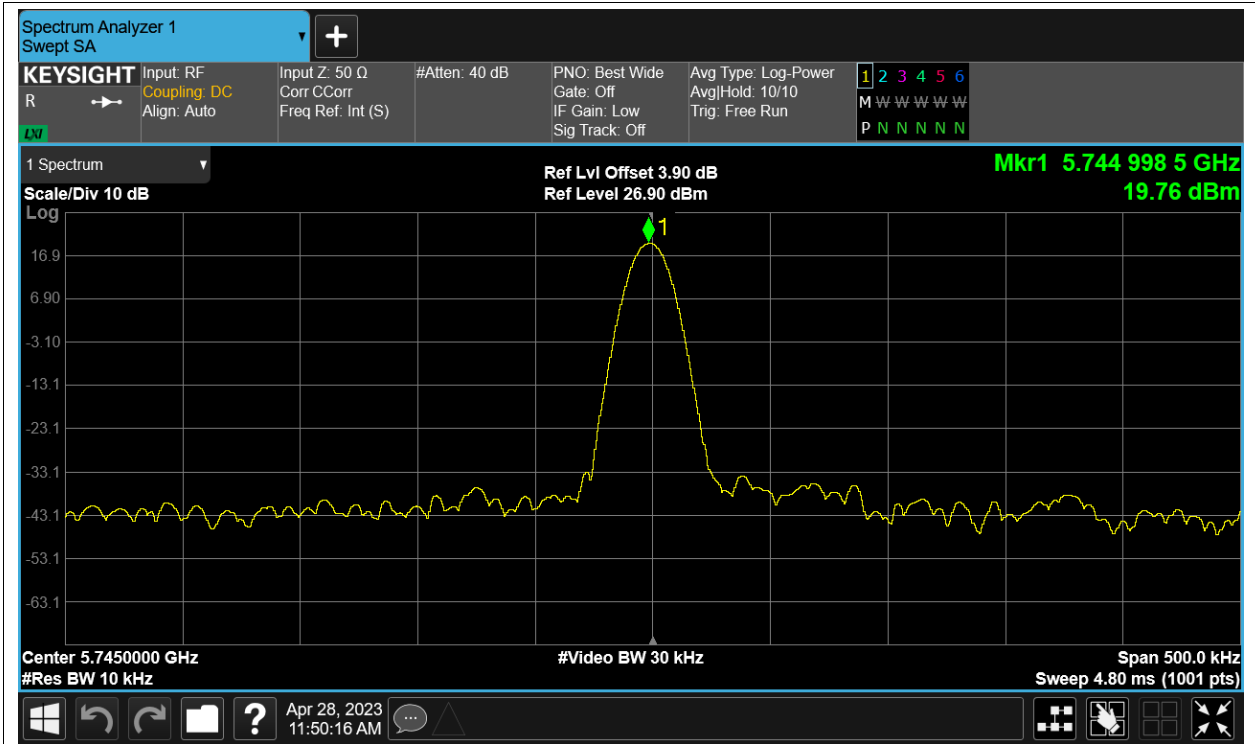 Spectrum Analyzer 1
Swept SA
KEYSIGHT
R
LXI
Input: RF
Coupling: DC
Align: Auto
Input Z: 50 Ω
Corr CCorr
Freq Ref: Int (S)
#Atten: 40 dB
PNO: Best Wide
Gate: Off
IF Gain: Low
Sig Track: Off
Avg Type: Log-Power
Avg|Hold: 10/10
Trig: Free Run
1 2 3 4 5 6
M W W W W W
P N N N N N
1 Spectrum
Scale/Div 10 dB
Ref Lvl Offset 3.90 dB
Ref Level 26.90 dBm
Mkr1 5.744 998 5 GHz
19.76 dBm
Log
1
16.9
6.90
-3.10
-13.1
-23.1
-33.1
-43.1
-53.1
-63.1
Center 5.7450000 GHz
#Res BW 10 kHz
#Video BW 30 kHz
Span 500.0 kHz
Sweep 4.80 ms (1001 pts)
?
Apr 28, 2023
11:50:16 AM